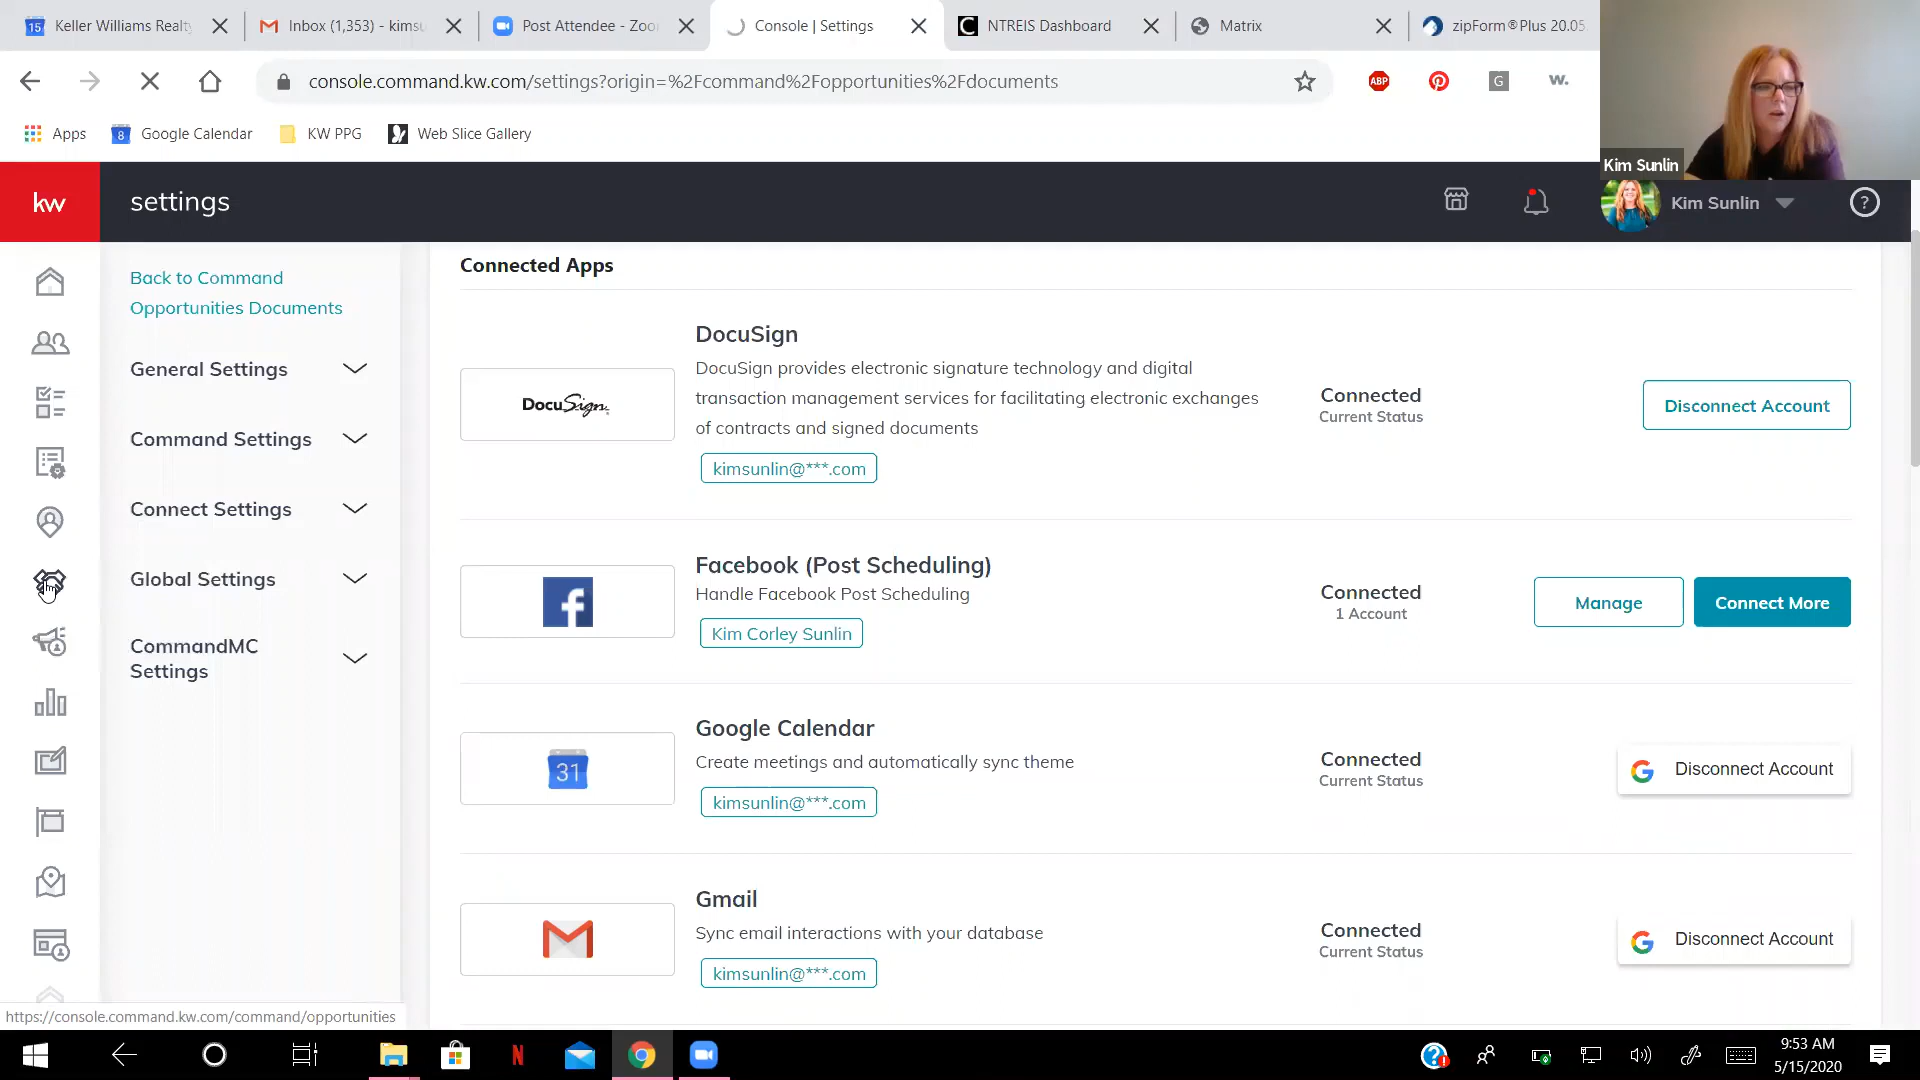 15 Keller Williams Realty
Inbox (1,353) - kimsu
Post Attendee - Zoo
Console | Settings
C NTREIS Dashboard
Matrix
zipForm®Plus 20.05
console.command.kw.com/settings?origin=%2Fcommand%2Fopportunities%2Fdocuments
ABP
G
w.
Apps
8 Google Calendar
KW PPG
Web Slice Gallery
Kim Sunlin
kw
settings
Kim Sunlin
?
Back to Command
Opportunities Documents
General Settings
Command Settings
Connect Settings
Global Settings
CommandMC
Settings
Connected Apps
DocuSign
DocuSign
DocuSign provides electronic signature technology and digital
transaction management services for facilitating electronic exchanges
of contracts and signed documents
kimsunlin@***.com
Connected
Current Status
Disconnect Account
f
Facebook (Post Scheduling)
Handle Facebook Post Scheduling
Kim Corley Sunlin
Connected
1 Account
Manage
Connect More
31
Google Calendar
Create meetings and automatically sync theme
kimsunlin@***.com
Connected
Current Status
G Disconnect Account
Gmail
Sync email interactions with your database
kimsunlin@***.com
Connected
Current Status
G Disconnect Account
https://console.command.kw.com/command/opportunities
N
9:53 AM
5/15/2020